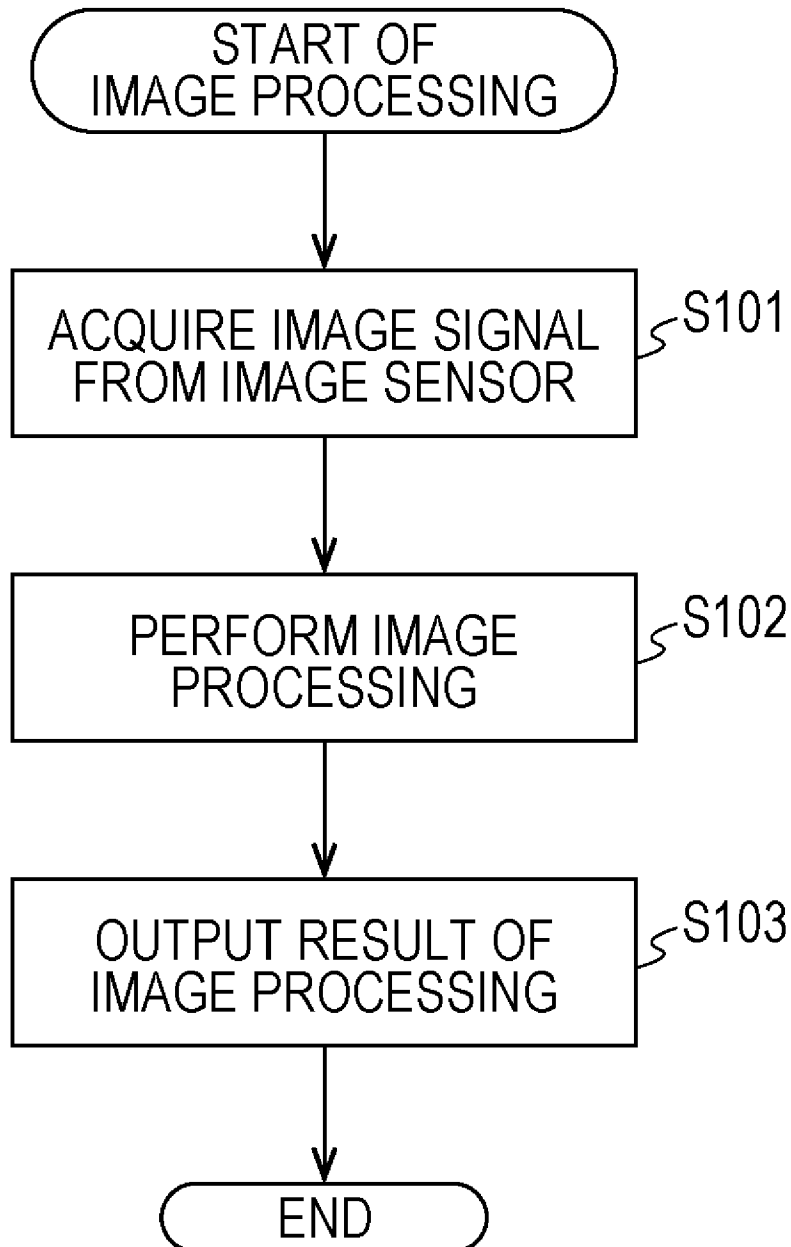 START OF
IMAGE PROCESSING
ACQUIRE IMAGE SIGNAL
FROM IMAGE SENSOR
S101
PERFORM IMAGE
PROCESSING
S102
OUTPUT RESULT OF
IMAGE PROCESSING
S103
END